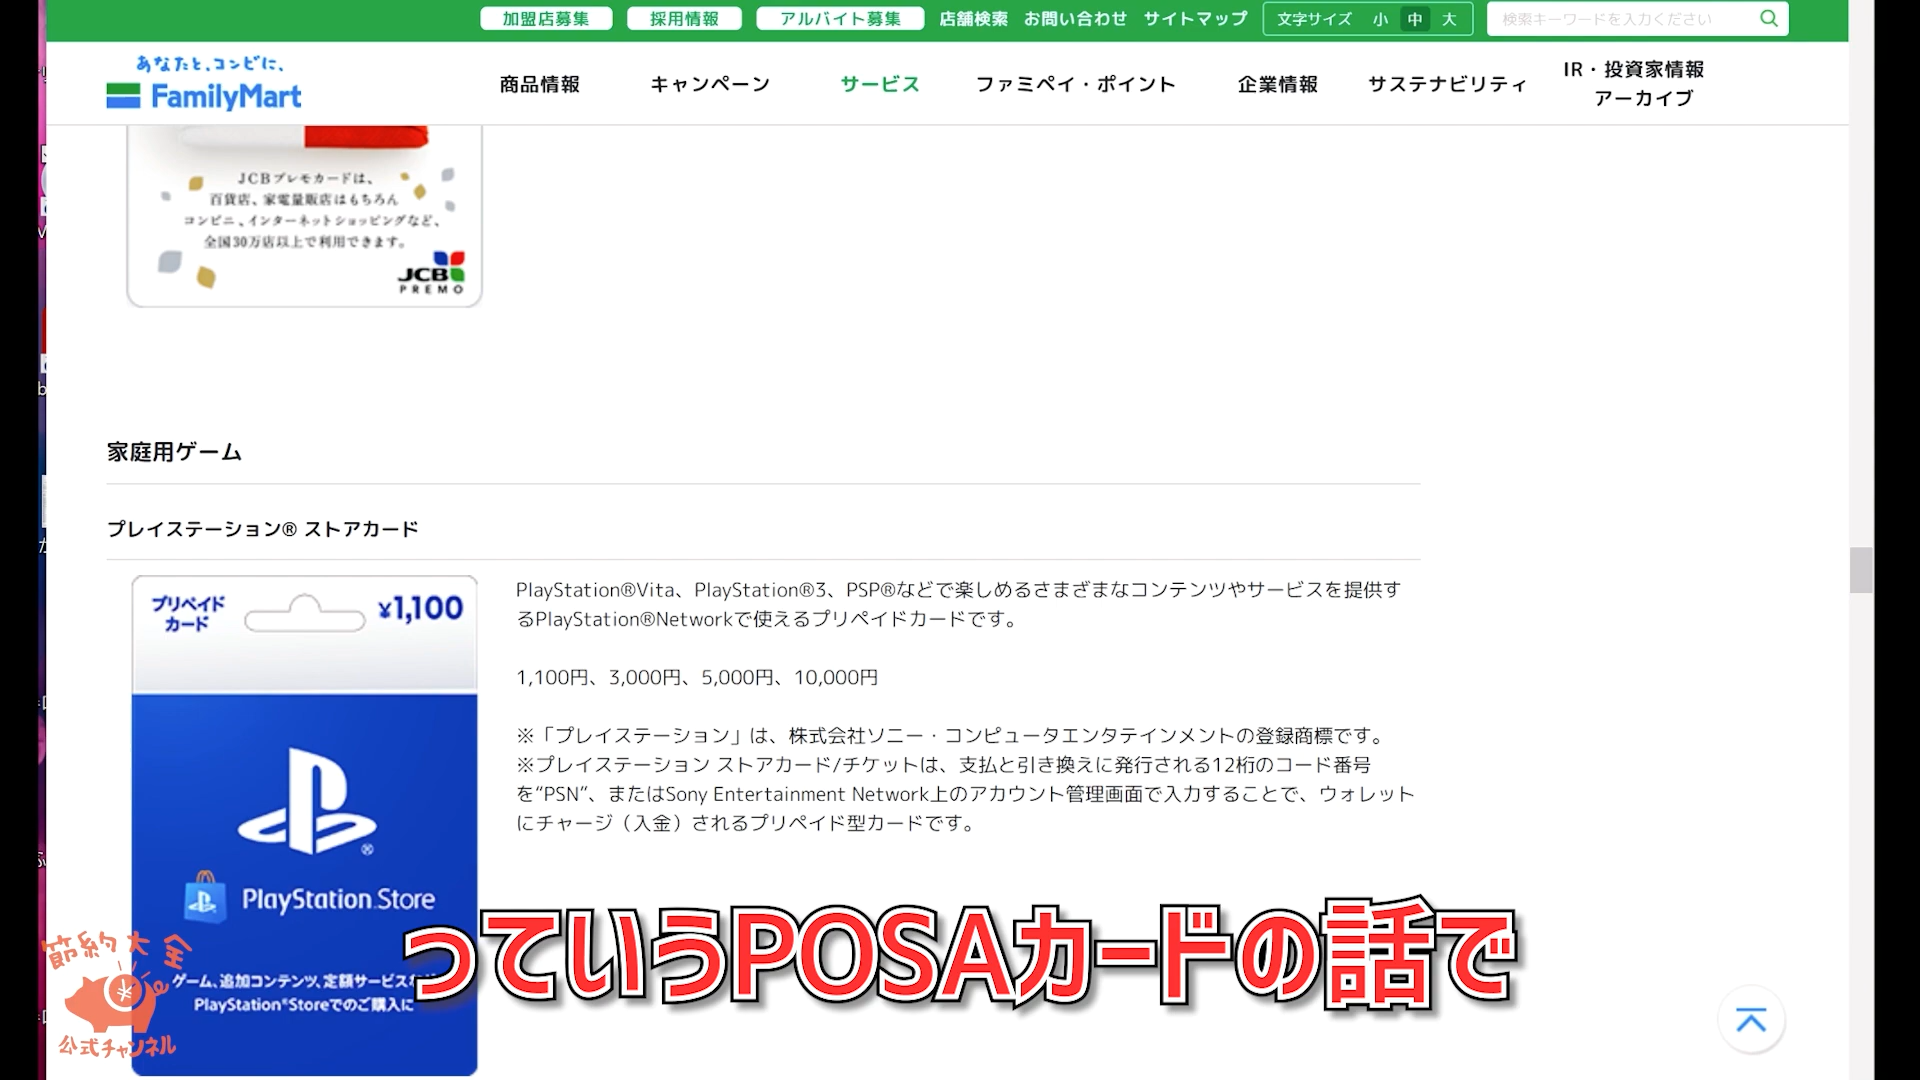 加盟店募集 採用情報 アルバイト募集 店舗検索 お問い合わせ サイトマップ 文字サイズ 小 中 大 検索キーワードを入力ください
あなたと、コンビに、
FamilyMart
商品情報 キャンペーン サービス ファミペイ・ポイント 企業情報 サステナビリティ IR・投資家情報
アーカイブ
JCBプレモカードは、
百貨店、家電量販店はもちろん
コンビニ、インターネットショッピングなど、
全国30万店以上で利用できます。
JCB
PREMO
家庭用ゲーム
プレイステーション® ストアカード
プリペイド
カード
¥1,100
PlayStation®Vita、PlayStation®3、PSP®などで楽しめるさまざまなコンテンツやサービスを提供す
るPlayStation®Networkで使えるプリペイドカードです。
1,100円、3,000円、5,000円、10,000円
※「プレイステーション」は、株式会社ソニー・コンピュータエンタテインメントの登録商標です。
※プレイステーション ストアカード/チケットは、支払と引き換えに発行される12桁のコード番号
を“PSN”、またはSony Entertainment Network上のアカウント管理画面で入力することで、ウォレット
にチャージ（入金）されるプリペイド型カードです。
PlayStation Store
ゲーム、追加コンテンツ、定額サービスな
PlayStation®Storeでのご購入に
っていうPOSAカードの話で
節約大全
公式チャンネル